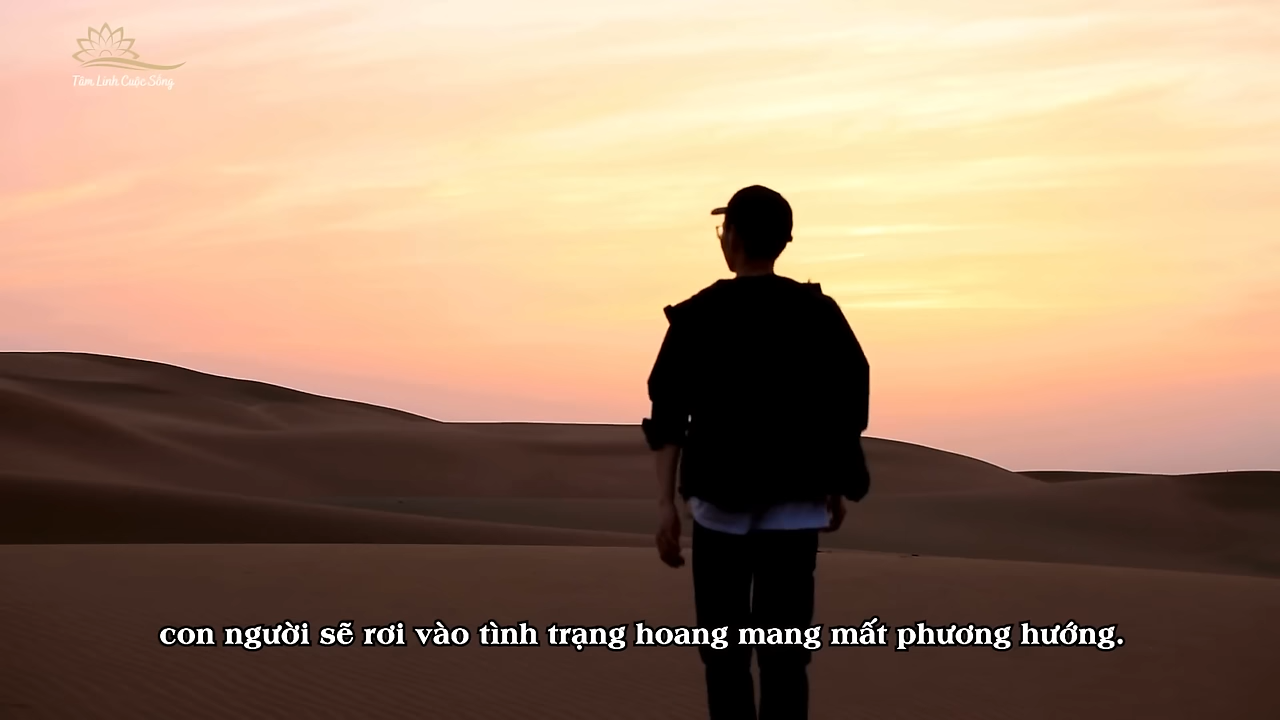 Tâm Linh Cuộc Sống
con người sẽ rơi vào tình trạng hoang mang mất phương hướng.